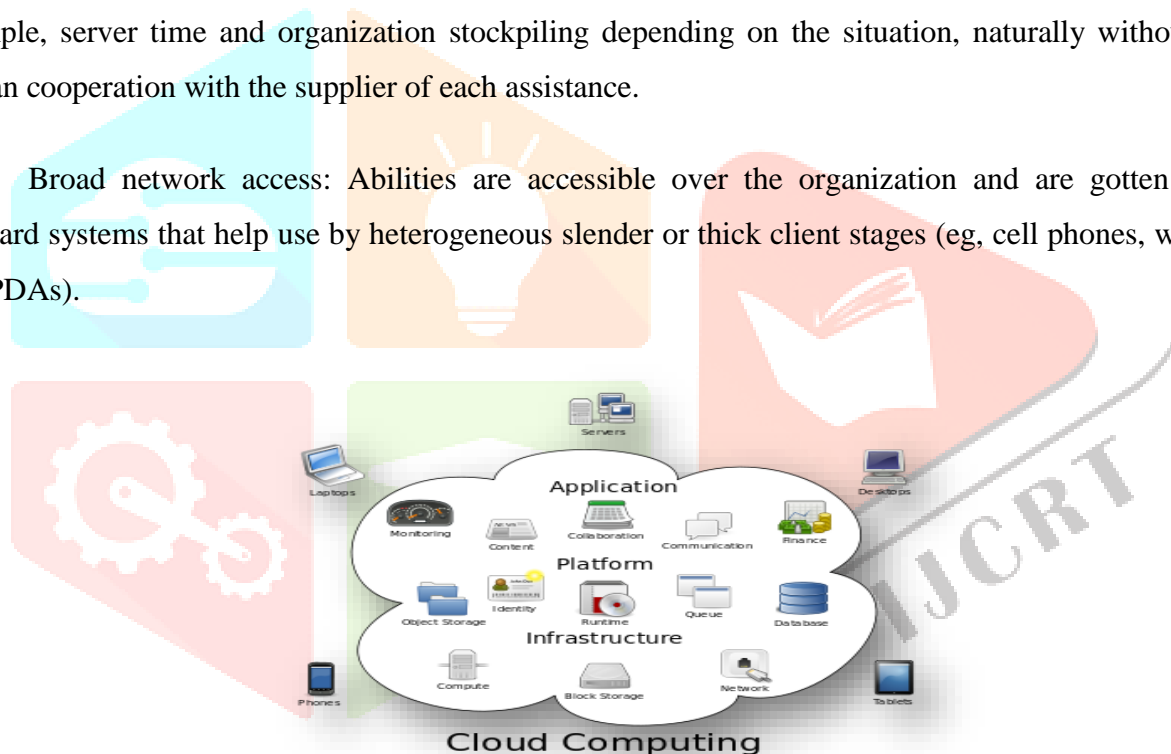 ple, server time and organization stockpiling depending on the situation, naturally witho
an cooperation with the supplier of each assistance.
Broad network access: Abilities are accessible over the organization and are gotten
ard systems that help use by heterogeneous slender or thick client stages (eg, cell phones, w
PDAs).
Servers
Laptops
Desktops
Application
Monitoring
Content
Collaboration
Communication
Finance
Platform
Object Storage
Identity
Runtime
Queue
Database
Infrastructure
Compute
Block Storage
Network
Phones
Tablets
Cloud Computing
IJCRT